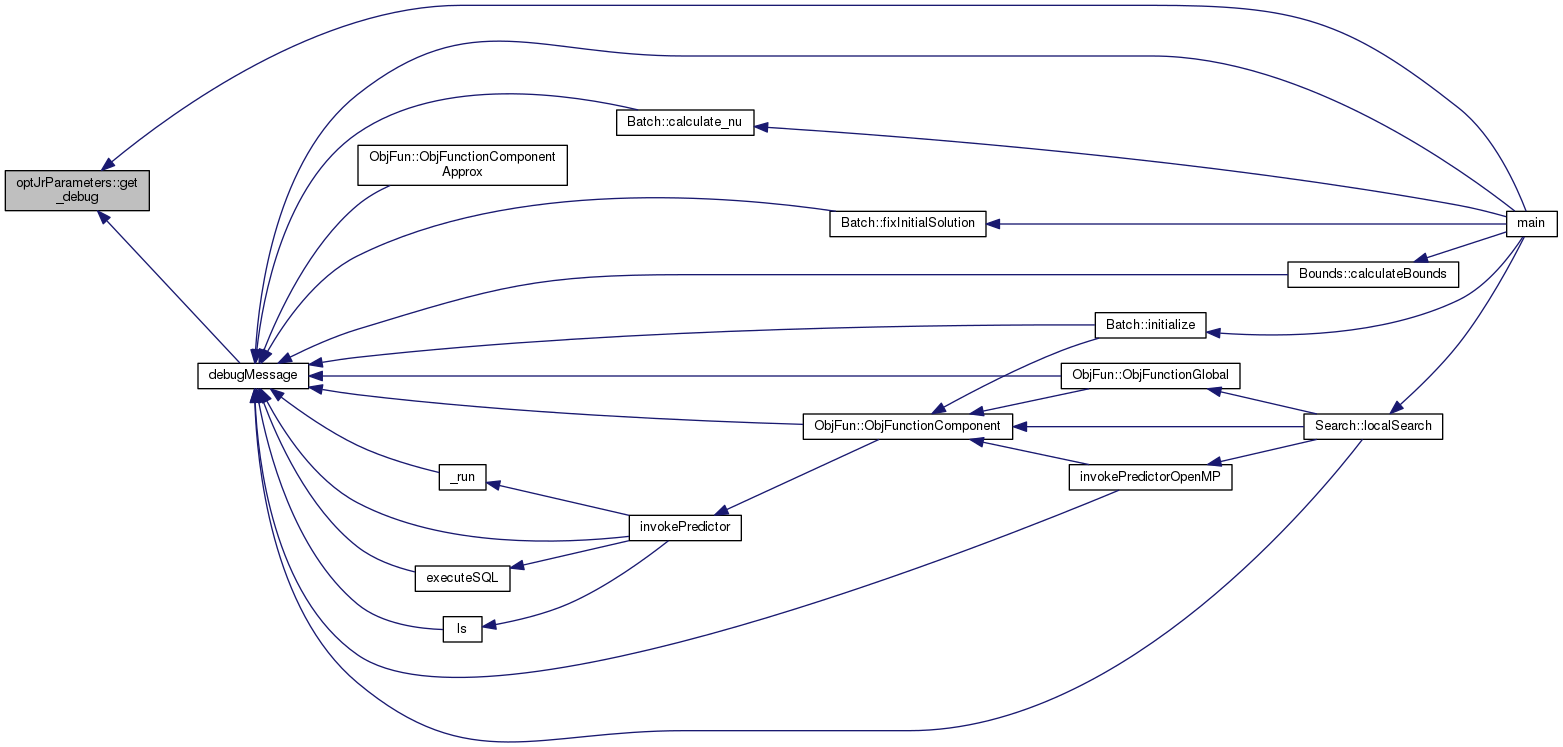 Batch::calculate_nu
ObjFun::ObjFunctionComponent
Approx
optJrParameters::get
_debug
Batch::fixInitialSolution
main
Bounds::calculateBounds
Batch::initialize
debugMessage
ObjFun::ObjFunctionGlobal
ObjFun::ObjFunctionComponent
Search::localSearch
_run
invokePredictorOpenMP
invokePredictor
executeSQL
ls